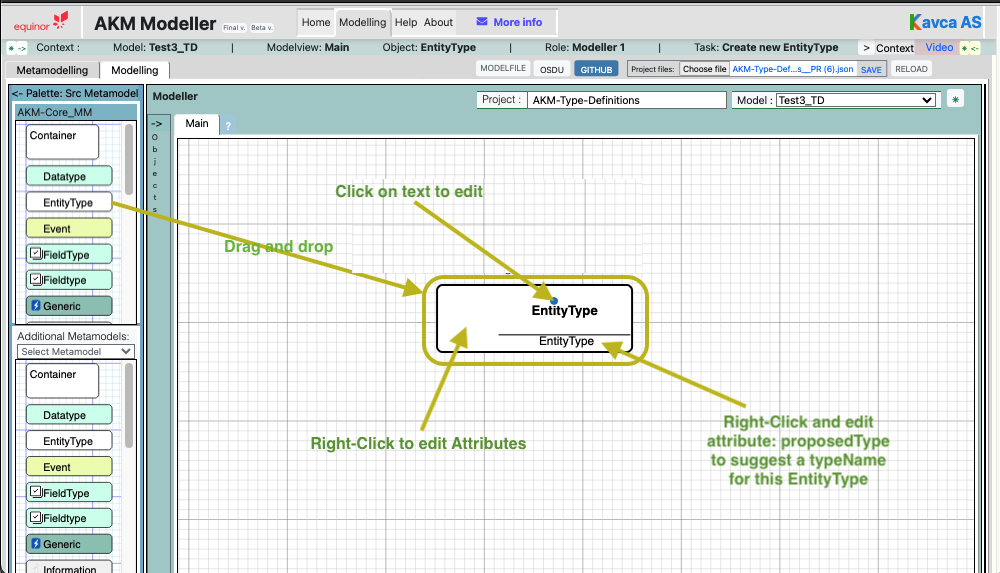 equinor
AKM Modeller Final v. Beta v.
Home Modelling Help About More info
Kavca AS
* -> Context : Model: Test3_TD | Modelview: Main Object: EntityType | Role: Modeller 1 | Task: Create new EntityType > Context Video * <-
Metamodelling Modelling
MODELFILE OSDU GITHUB Project files: Choose file AKM-Type-Def...s__PR (6).json SAVE RELOAD
<- Palette: Src Metamodel
Modeller
Project : AKM-Type-Definitions Model : Test3_TD *
AKM-Core_MM
->
Objects
Main ?
Container
Datatype
EntityType
Event
FieldType
Fieldtype
Generic
Additional Metamodels:
Select Metamodel
Container
Datatype
EntityType
Event
FieldType
Fieldtype
Generic
Information
Click on text to edit
Drag and drop
EntityType
EntityType
Right-Click to edit Attributes
Right-Click and edit
attribute: proposedType
to suggest a typeName
for this EntityType